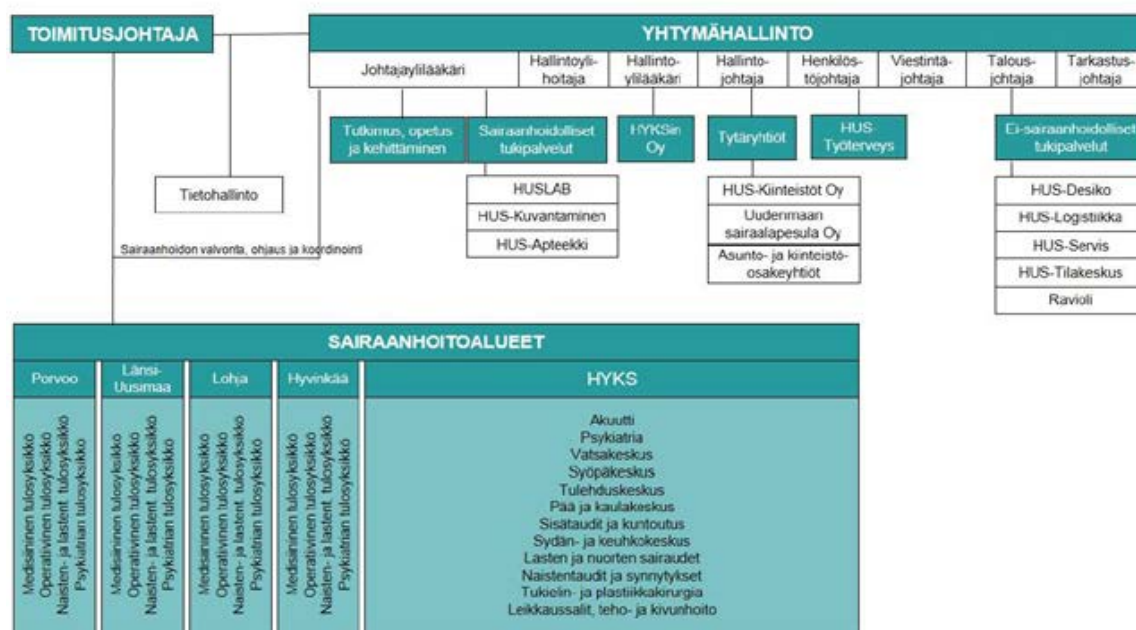 TOIMITUSJOHTAJA
YHTYMÄHALLINTO
Johtajaylilääkäri
Hallintoyli-
hoitaja
Hallinto-
ylilääkäri
Hallinto-
johtaja
Henkilös-
töjohtaja
Viestintä-
johtaja
Talous-
johtaja
Tarkastus-
johtaja
Tutkimus, opetus
ja kehittäminen
Sairaanhoidolliset
tukipalvelut
HYKSin
Oy
Tytäryhtiöt
HUS-
Työterveys
Ei-sairaanhoidolliset
tukipalvelut
Tietohallinto
HUSLAB
HUS-Kuvantaminen
HUS-Apteekki
HUS-Kiinteistöt Oy
Uudenmaan
sairaalapesula Oy
Asunto- ja kiinteistö-
osakeyhtiöt
HUS-Desiko
HUS-Logistiikka
HUS-Servis
HUS-Tilakeskus
Ravioli
Sairaanhoidon valvonta, ohjaus ja koordinointi
SAIRAANHOITOALUEET
Porvoo
Länsi-
Uusimaa
Lohja
Hyvinkää
HYKS
Medisiininen tulosyksikkö
Operatiivinen tulosyksikkö
Naisten- ja lastent. tulosyksikkö
Psykiatrian tulosyksikkö
Medisiininen tulosyksikkö
Operatiivinen tulosyksikkö
Naisten- ja lastent. tulosyksikkö
Psykiatrian tulosyksikkö
Medisiininen tulosyksikkö
Operatiivinen tulosyksikkö
Naisten- ja lastent. tulosyksikkö
Psykiatrian tulosyksikkö
Medisiininen tulosyksikkö
Operatiivinen tulosyksikkö
Naisten- ja lastent. tulosyksikkö
Psykiatrian tulosyksikkö
Akuutti
Psykiatria
Vatsakeskus
Syöpäkeskus
Tulehduskeskus
Pää ja kaulakeskus
Sisätaudit ja kuntoutus
Sydän- ja keuhkokeskus
Lasten ja nuorten sairaudet
Naistentaudit ja synnytykset
Tukielin- ja plastiikkakirurgia
Leikkaussalit, teho- ja kivunhoito